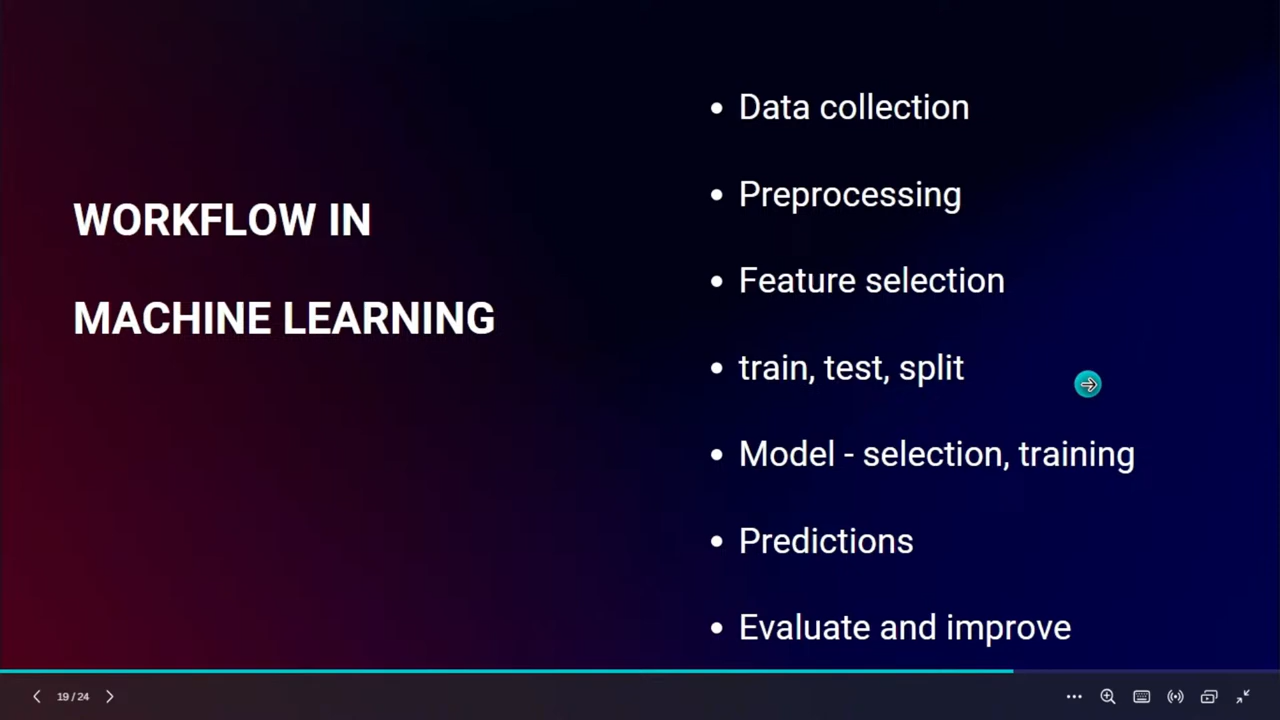 WORKFLOW IN
MACHINE LEARNING
• Data collection
• Preprocessing
• Feature selection
• train, test, split
• Model - selection, training
• Predictions
• Evaluate and improve
19 / 24